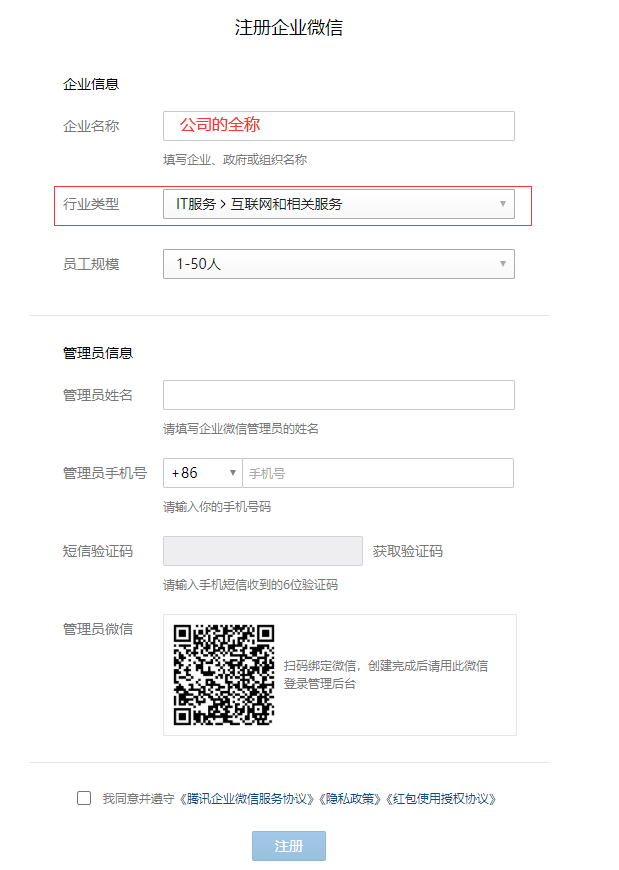 注册企业微信
企业信息
企业名称 公司的全称
填写企业、政府或组织名称
行业类型 IT服务 > 互联网和相关服务
员工规模 1-50人
管理员信息
管理员姓名
请填写企业微信管理员的姓名
管理员手机号 +86 手机号
请输入你的手机号码
短信验证码 获取验证码
请输入手机短信收到的6位验证码
管理员微信
扫码绑定微信，创建完成后请用此微信
登录管理后台
我同意并遵守《腾讯企业微信服务协议》《隐私政策》《红包使用授权协议》
注册